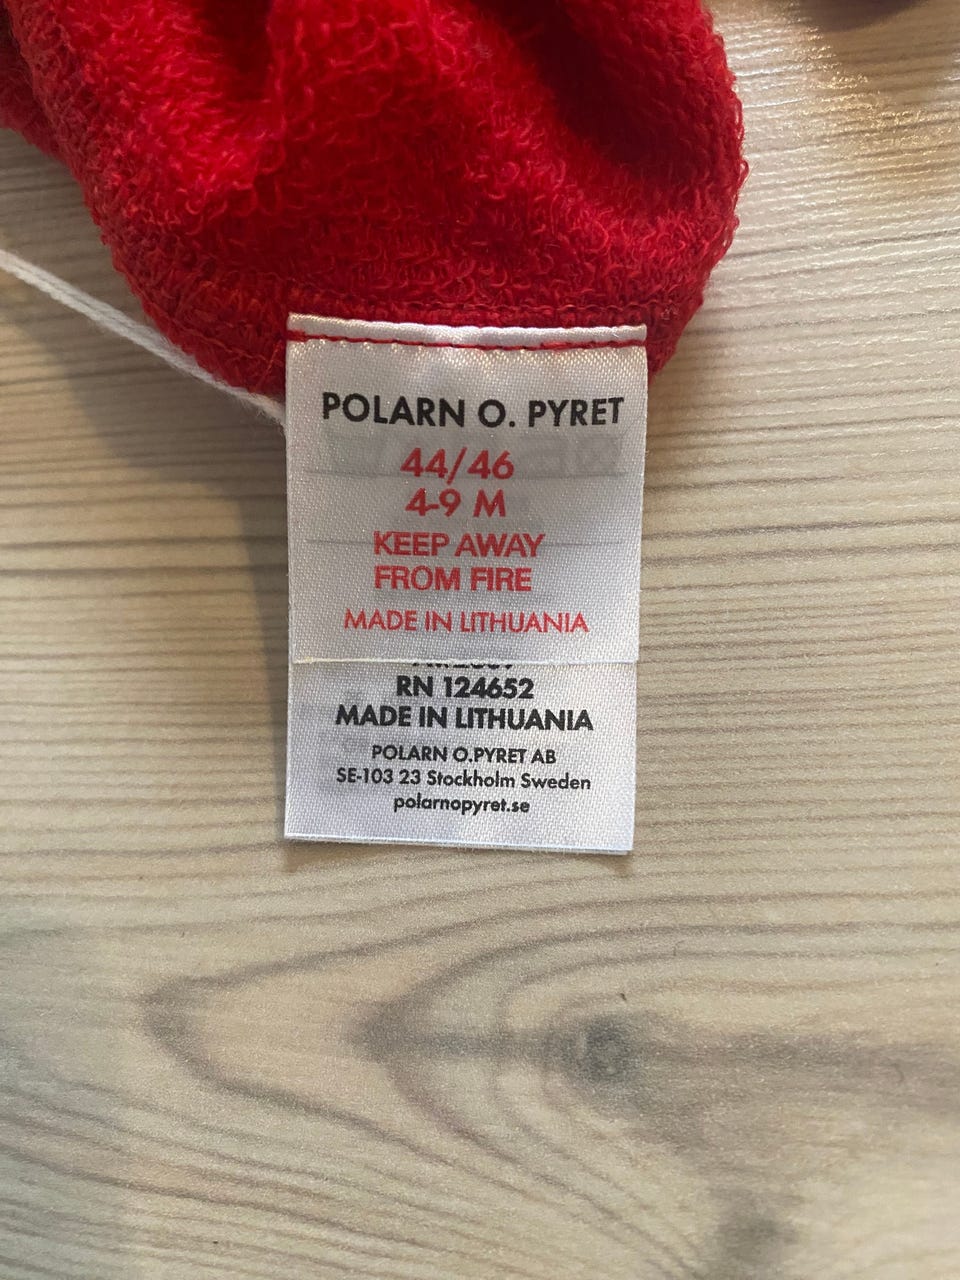 POLARN O. PYRET
44/46
4-9 M
KEEP AWAY
FROM FIRE
MADE IN LITHUANIA
RN 124652
MADE IN LITHUANIA
POLARN O.PYRET AB
SE-103 23 Stockholm Sweden
polarnopyret.se